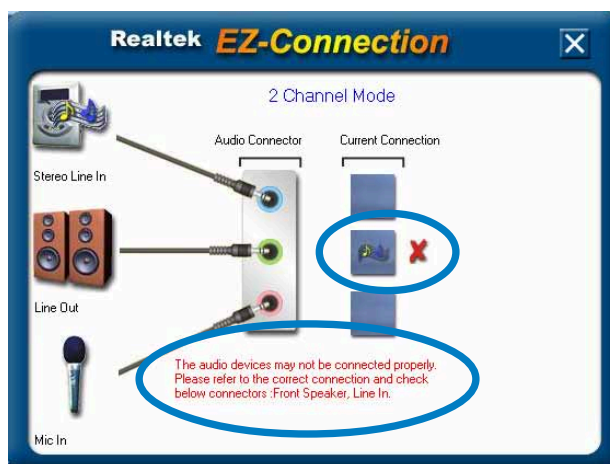 Realtek EZ-Connection
2 Channel Mode
Audio Connector
Current Connection
Stereo Line In
Line Out
The audio devices may not be connected properly.
Please refer to the correct connection and check
below connectors :Front Speaker, Line In.
Mic In